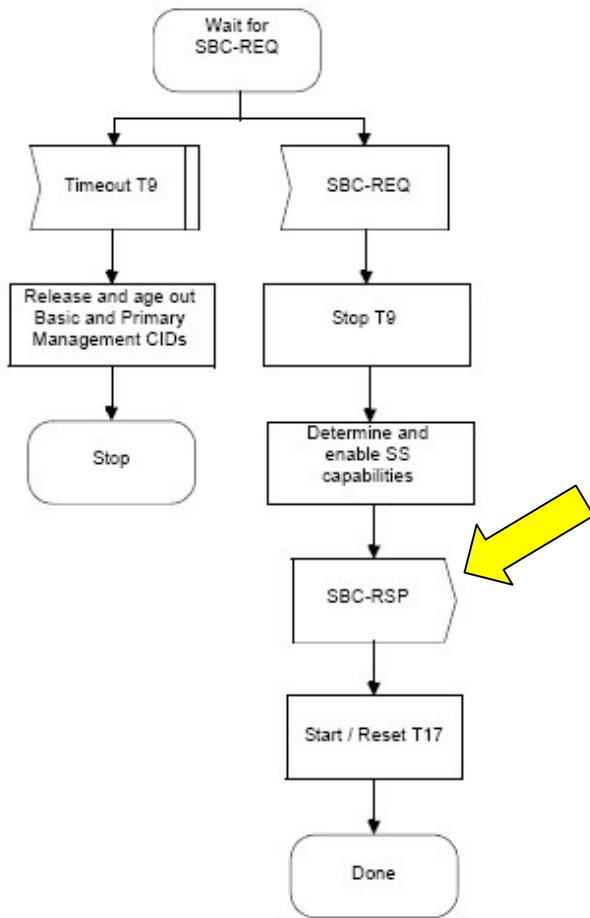 Wait for
SBC-REQ
Timeout T9
SBC-REQ
Release and age out
Basic and Primary
Management CIDs
Stop T9
Stop
Determine and
enable SS
capabilities
SBC-RSP
Start / Reset T17
Done